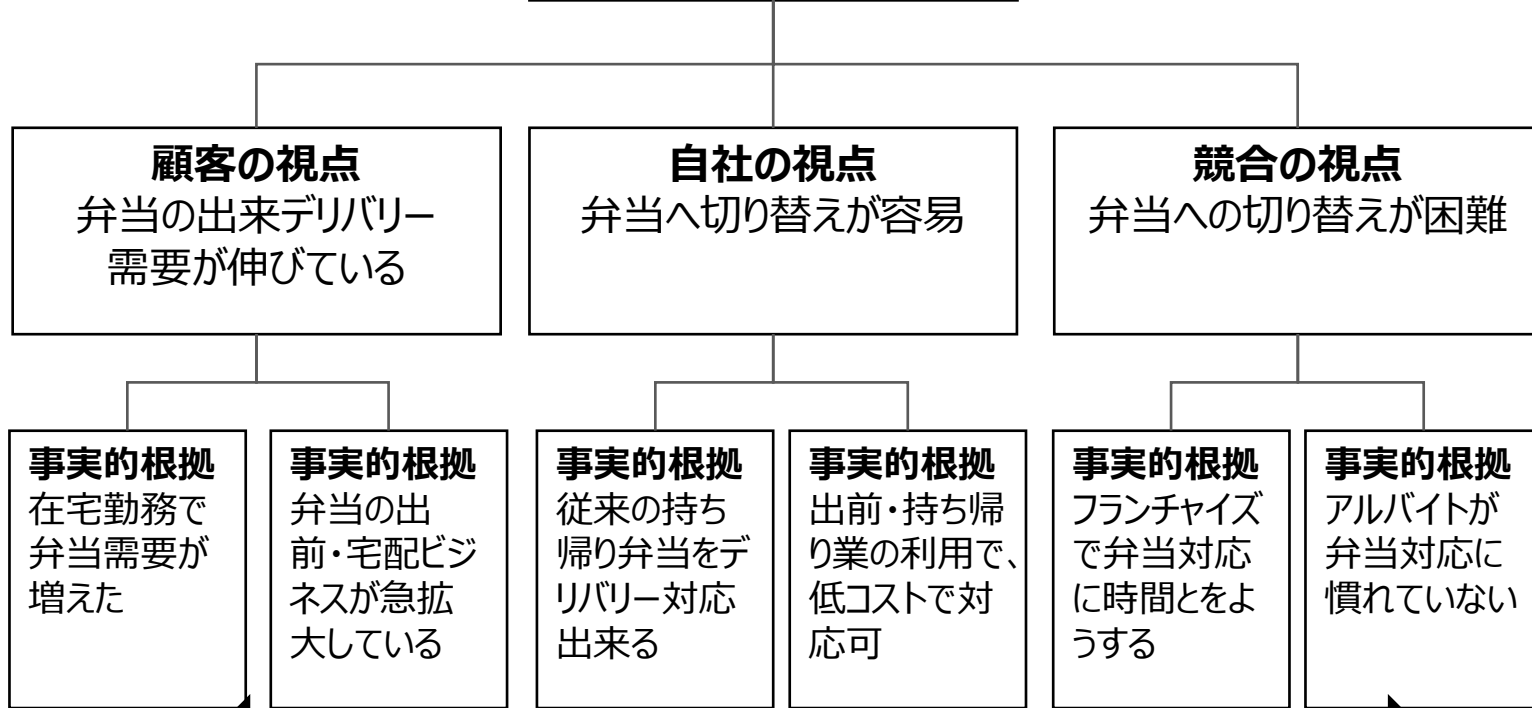 顧客の視点
弁当の出来デリバリー
需要が伸びている
自社の視点
弁当へ切り替えが容易
競合の視点
弁当への切り替えが困難
事実的根拠
在宅勤務で
弁当需要が
増えた
事実的根拠
弁当の出
前・宅配ビジ
ネスが急拡
大している
事実的根拠
従来の持ち
帰り弁当をデ
リバリー対応
出来る
事実的根拠
出前・持ち帰
り業の利用で、
低コストで対
応可
事実的根拠
フランチャイズ
で弁当対応
に時間とをよ
うする
事実的根拠
アルバイトが
弁当対応に
慣れていない